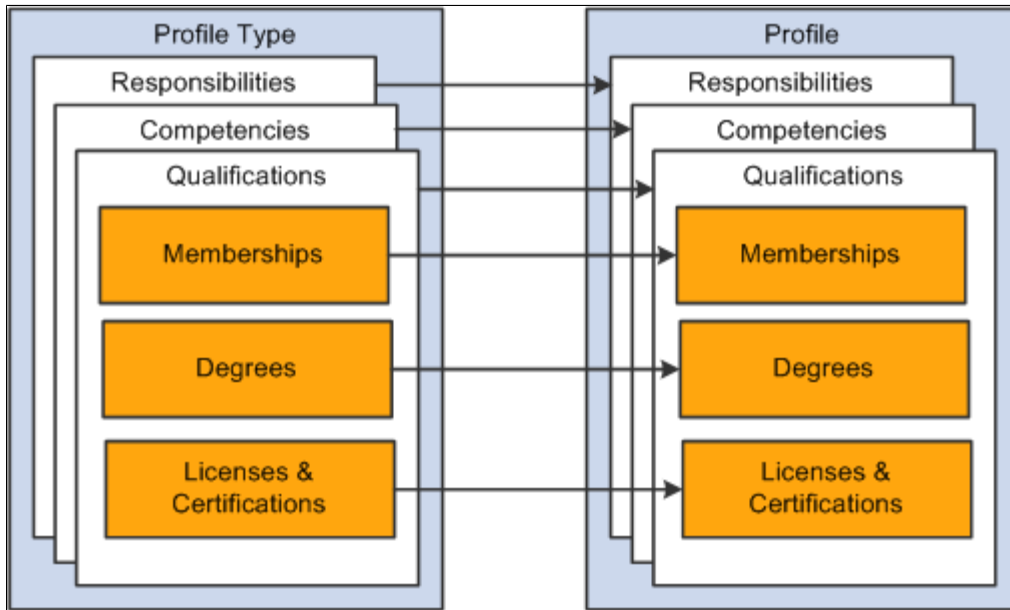 Profile Type
Responsibilities
Competencies
Qualifications
Memberships
Degrees
Licenses &
Certifications
Profile
Responsibilities
Competencies
Qualifications
Memberships
Degrees
Licenses &
Certifications